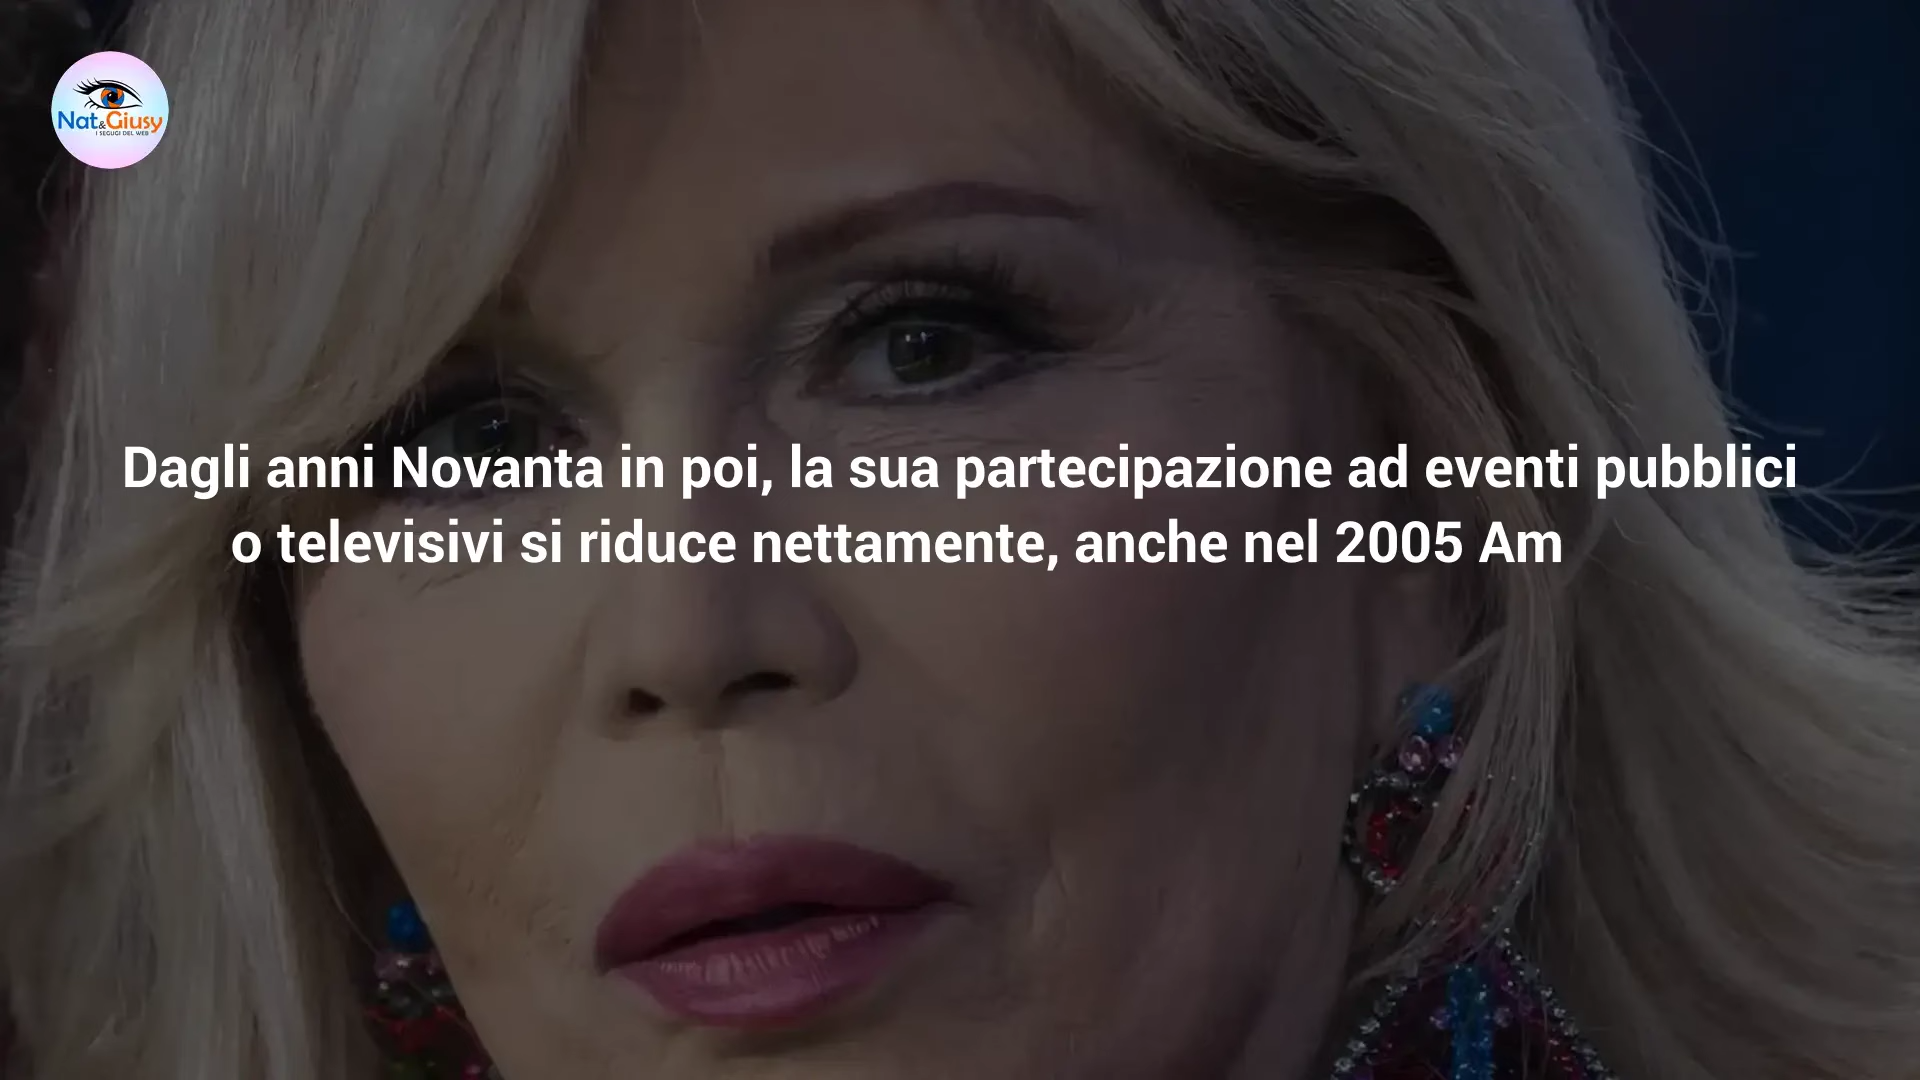 Nat&Giusy
I SEGUGI DEL WEB
Dagli anni Novanta in poi, la sua partecipazione ad eventi pubblici
o televisivi si riduce nettamente, anche nel 2005 Am